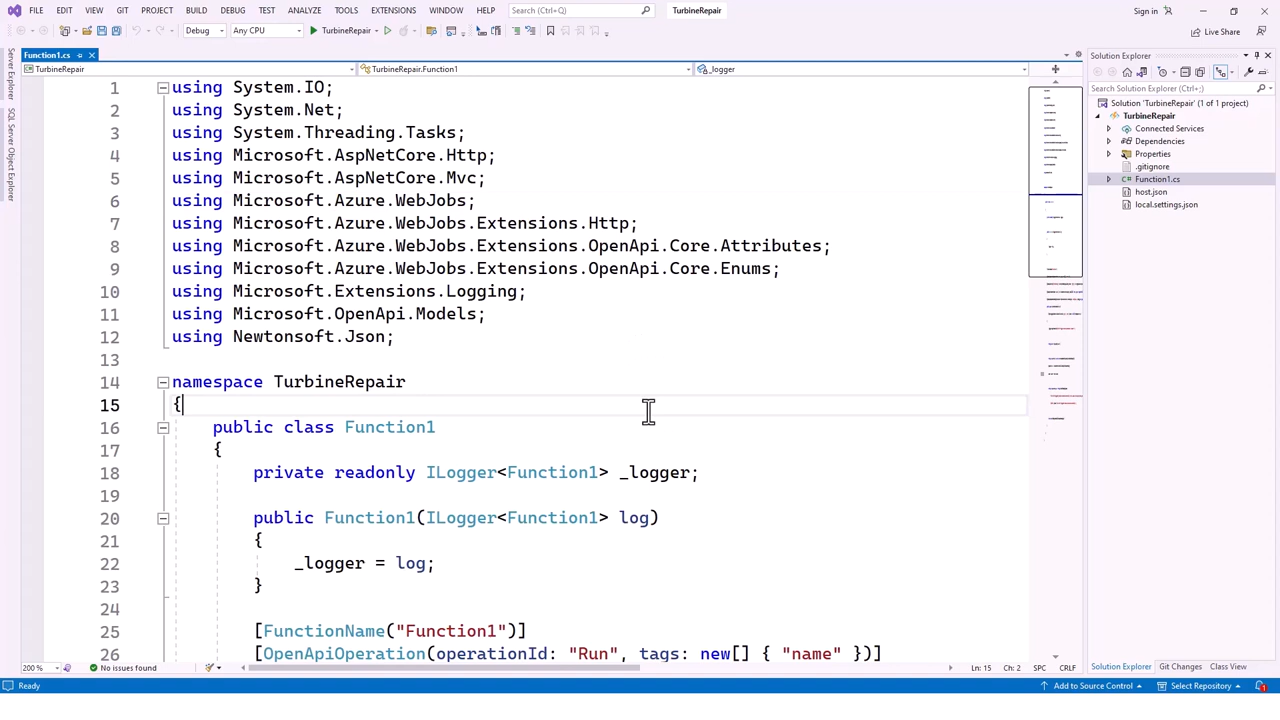 FILE EDIT VIEW GIT PROJECT BUILD DEBUG TEST ANALYZE TOOLS EXTENSIONS WINDOW HELP Search (Ctrl+Q) TurbineRepair Sign in
Debug Any CPU TurbineRepair Live Share
Function1.cs
TurbineRepair TurbineRepair.Function1 _logger
Server Explorer
SQL Server Object Explorer
1 using System.IO;
2 using System.Net;
3 using System.Threading.Tasks;
4 using Microsoft.AspNetCore.Http;
5 using Microsoft.AspNetCore.Mvc;
6 using Microsoft.Azure.WebJobs;
7 using Microsoft.Azure.WebJobs.Extensions.Http;
8 using Microsoft.Azure.WebJobs.Extensions.OpenApi.Core.Attributes;
9 using Microsoft.Azure.WebJobs.Extensions.OpenApi.Core.Enums;
10 using Microsoft.Extensions.Logging;
11 using Microsoft.OpenApi.Models;
12 using Newtonsoft.Json;
13
14 namespace TurbineRepair
15 {
16 public class Function1
17 {
18 private readonly ILogger<Function1> _logger;
19
20 public Function1(ILogger<Function1> log)
21 {
22 _logger = log;
23 }
24
25 [FunctionName("Function1")]
26 [OpenApiOperation(operationId: "Run", tags: new[] { "name" })]
Solution Explorer
Search Solution Explorer (Ctrl+;)
Solution 'TurbineRepair' (1 of 1 project)
TurbineRepair
Connected Services
Dependencies
Properties
.gitignore
C# Function1.cs
host.json
local.settings.json
200 % No issues found Ln: 15 Ch: 2 SPC CRLF
Solution Explorer Git Changes Class View
Ready Add to Source Control Select Repository 1